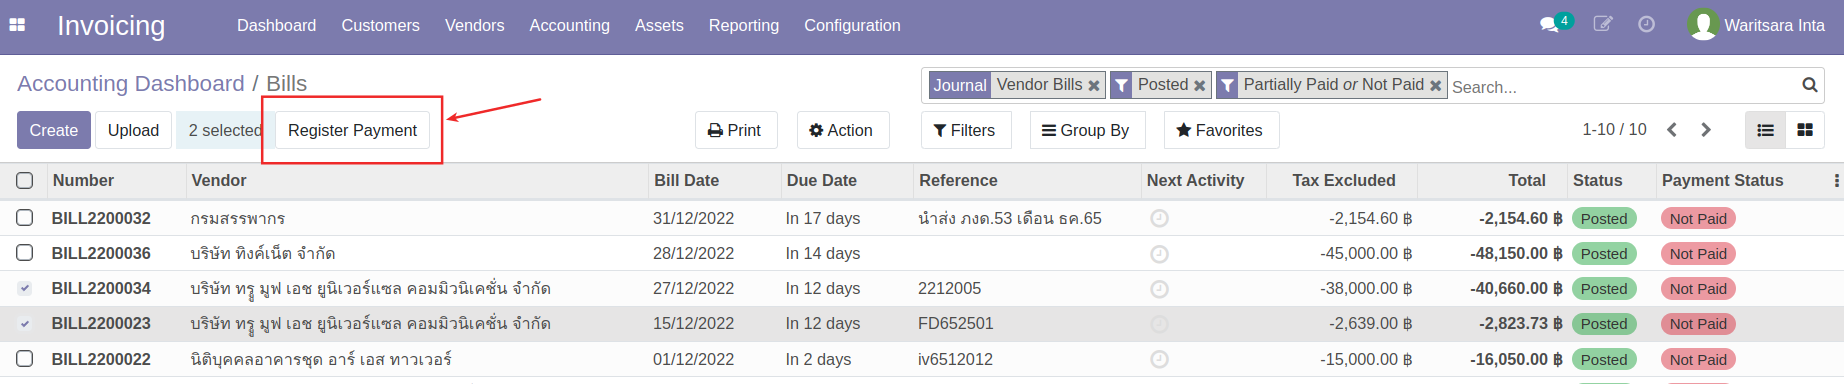 Invoicing Dashboard Customers Vendors Accounting Assets Reporting Configuration 4 Waritsara Inta
Accounting Dashboard / Bills Journal Vendor Bills Posted Partially Paid or Not Paid Search...
Create Upload 2 selected Register Payment Print Action Filters Group By Favorites 1-10 / 10
Number Vendor Bill Date Due Date Reference Next Activity Tax Excluded Total Status Payment Status
BILL2200032 กรมสรรพากร 31/12/2022 In 17 days นำส่ง ภงด.53 เดือน ธค.65 -2,154.60 ฿ -2,154.60 ฿ Posted Not Paid
BILL2200036 บริษัท ทิงค์เน็ต จำกัด 28/12/2022 In 14 days -45,000.00 ฿ -48,150.00 ฿ Posted Not Paid
BILL2200034 บริษัท ทรู มูฟ เอช ยูนิเวอร์แซล คอมมิวนิเคชั่น จำกัด 27/12/2022 In 12 days 2212005 -38,000.00 ฿ -40,660.00 ฿ Posted Not Paid
BILL2200023 บริษัท ทรู มูฟ เอช ยูนิเวอร์แซล คอมมิวนิเคชั่น จำกัด 15/12/2022 In 12 days FD652501 -2,639.00 ฿ -2,823.73 ฿ Posted Not Paid
BILL2200022 นิติบุคคลอาคารชุด อาร์ เอส ทาวเวอร์ 01/12/2022 In 2 days iv6512012 -15,000.00 ฿ -16,050.00 ฿ Posted Not Paid